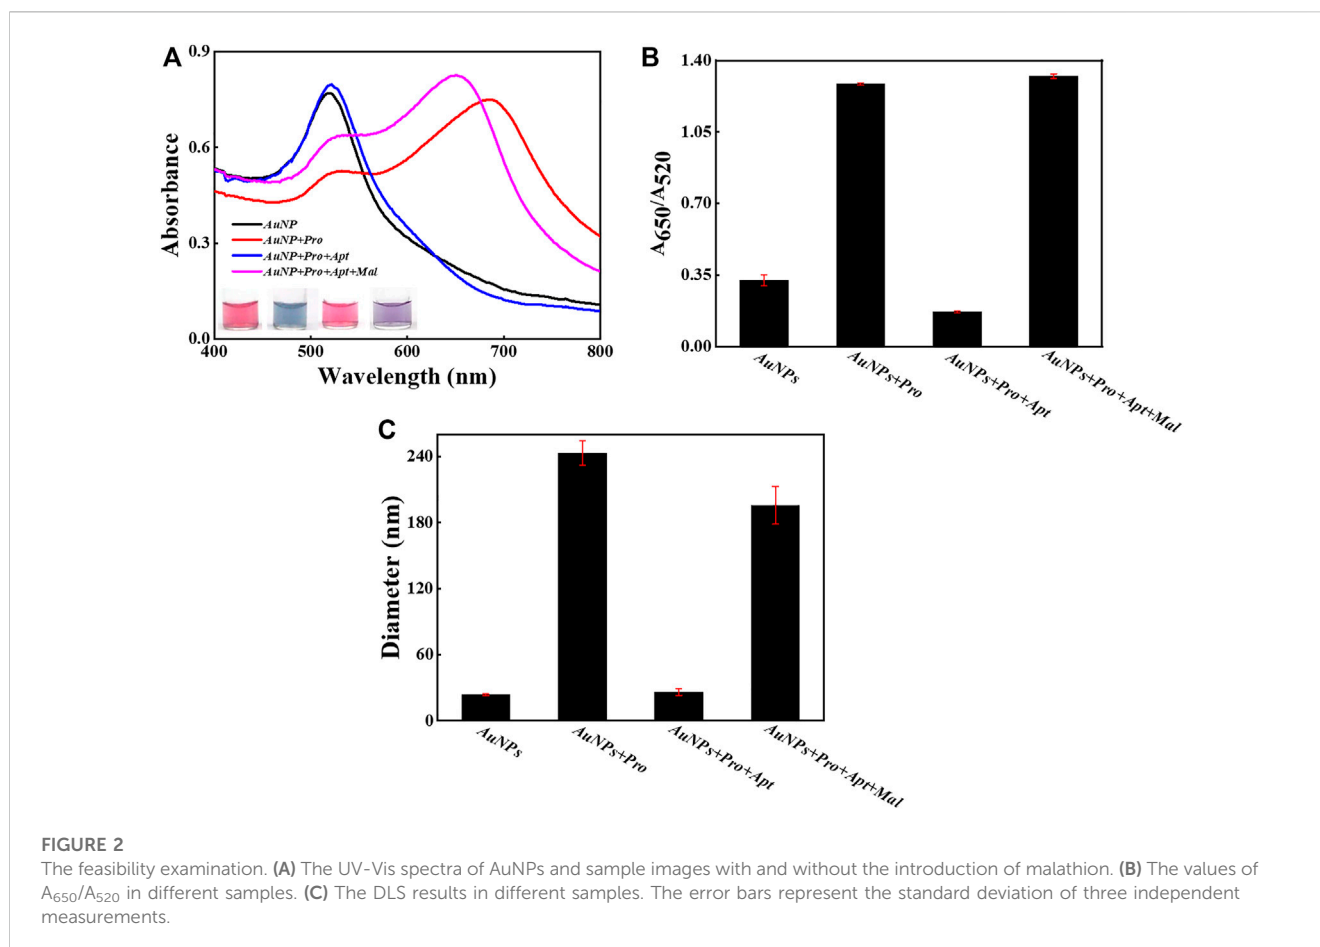 A
0.9
0.6
0.3
0.0
Absorbance
AuNP
AuNP+Pro
AuNP+Pro+Apt
AuNP+Pro+Apt+Mal
400 500 600 700 800
Wavelength (nm)
B
1.40
1.05
0.70
0.35
0.00
A650/A520
AuNPs
AuNPs+Pro
AuNPs+Pro+Apt
AuNPs+Pro+Apt+Mal
C
240
180
120
60
0
Diameter (nm)
AuNPs
AuNPs+Pro
AuNPs+Pro+Apt
AuNPs+Pro+Apt+Mal
FIGURE 2
The feasibility examination. (A) The UV-Vis spectra of AuNPs and sample images with and without the introduction of malathion. (B) The values of
A650/A520 in different samples. (C) The DLS results in different samples. The error bars represent the standard deviation of three independent
measurements.